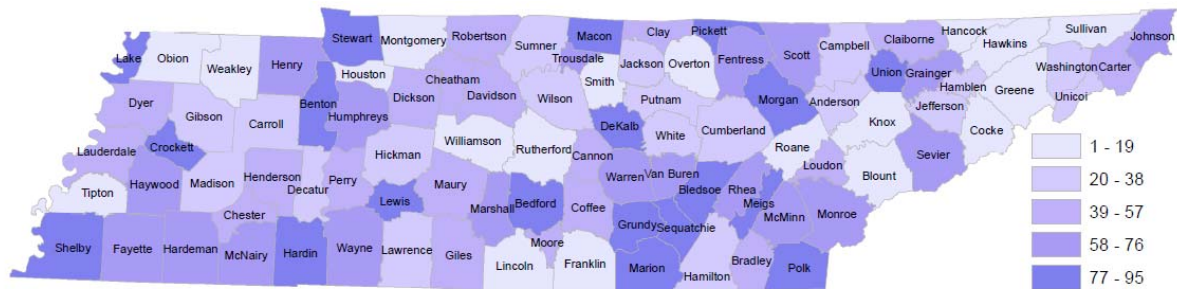 Stewart
Montgomery
Robertson
Sumner
Macon
Clay
Pickett
Trousdale
Scott
Campbell
Claiborne
Hancock
Hawkins
Sullivan
Johnson
Lake
Obion
Weakley
Henry
Houston
Cheatham
Davidson
Smith
Jackson
Overton
Fentress
Union
Grainger
Hamblen
Greene
Washington
Carter
Unicoi
Dyer
Gibson
Carroll
Benton
Humphreys
Dickson
Wilson
DeKalb
Putnam
White
Cumberland
Morgan
Anderson
Knox
Jefferson
Cocke
Sevier
Crockett
Lauderdale
Haywood
Madison
Henderson
Decatur
Perry
Hickman
Williamson
Rutherford
Cannon
Warren
Van Buren
Bledsoe
Rhea
Roane
Loudon
Blount
Tipton
Chester
Lewis
Maury
Marshall
Bedford
Coffee
Grundy
Sequatchie
Meigs
McMinn
Monroe
Shelby
Fayette
Hardeman
McNairy
Hardin
Wayne
Lawrence
Giles
Moore
Lincoln
Franklin
Marion
Hamilton
Bradley
Polk
1 - 19
20 - 38
39 - 57
58 - 76
77 - 95